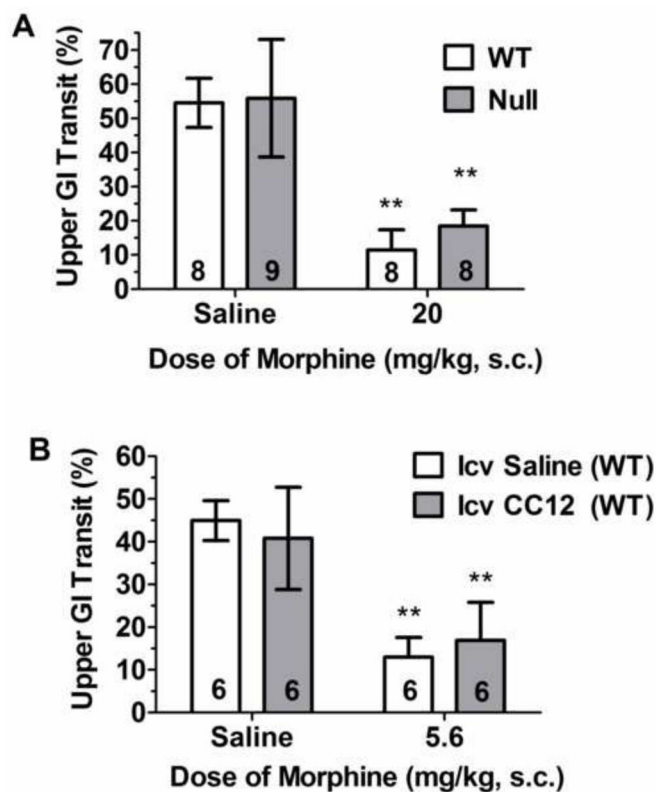 A
Upper GI Transit (%)
70
60
50
40
30
20
10
0
WT
Null
**
**
8
9
8
8
Saline
20
Dose of Morphine (mg/kg, s.c.)
B
Upper GI Transit (%)
60
50
40
30
20
10
0
Icv Saline (WT)
Icv CC12 (WT)
**
**
6
6
6
6
Saline
5.6
Dose of Morphine (mg/kg, s.c.)